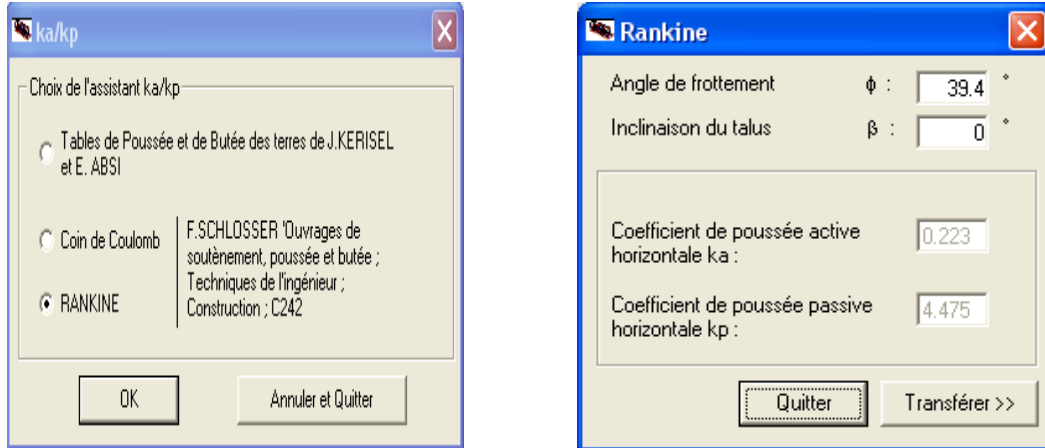 ka/kp
Choix de l'assistant ka/kp
Tables de Poussée et de Butée des terres de J.KERISEL
et E. ABSI
Coin de Coulomb
RANKINE
F.SCHLOSSER 'Ouvrages de
soutènement, poussée et butée ;
Techniques de l'ingénieur ;
Construction ; C242
OK
Annuler et Quitter
Rankine
Angle de frottement ϕ : 39.4 °
Inclinaison du talus β : 0 °
Coefficient de poussée active
horizontale ka : 0.223
Coefficient de poussée passive
horizontale kp : 4.475
Quitter
Transférer >>